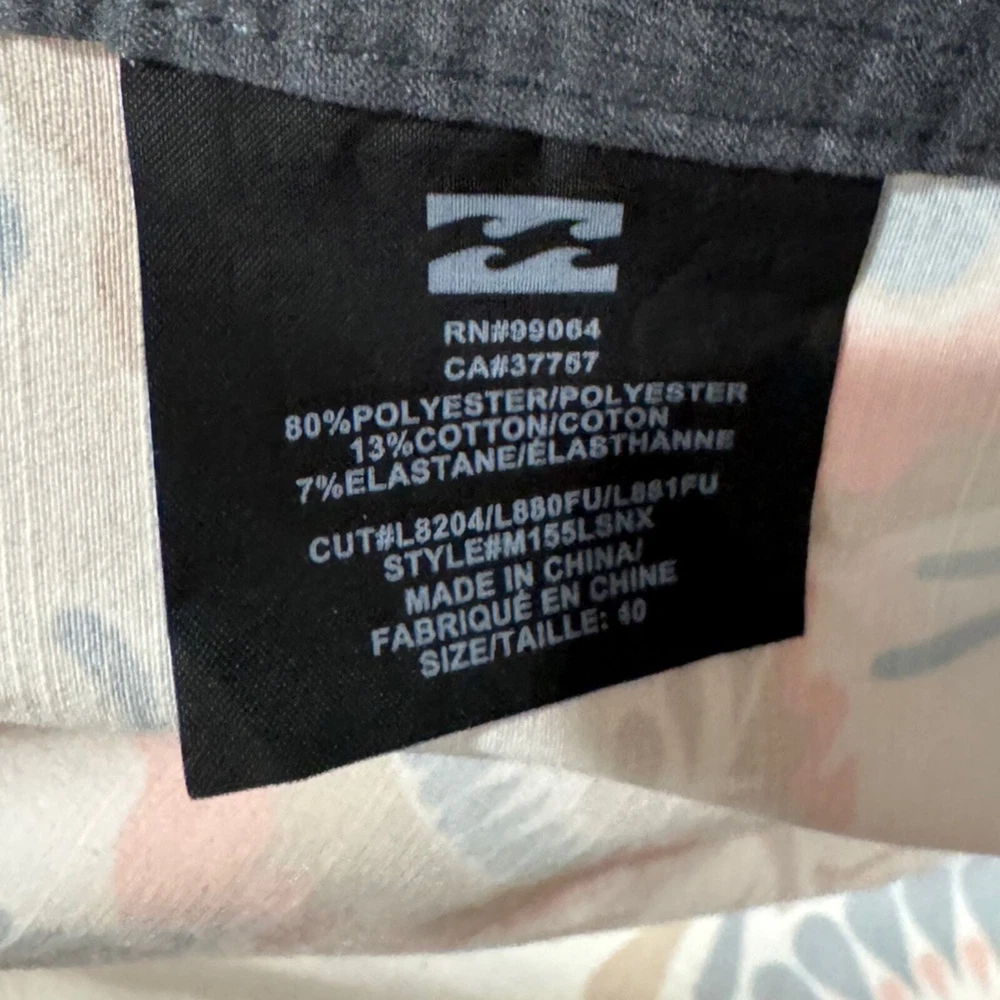 RN#99064
CA#37757
80%POLYESTER/POLYESTER
13%COTTON/COTON
7%ELASTANE/ÉLASTHANNE
CUT#L8204/L880FU/L881FU
STYLE#M155LSNX
MADE IN CHINA/
FABRIQUÉ EN CHINE
SIZE/TAILLE: 40